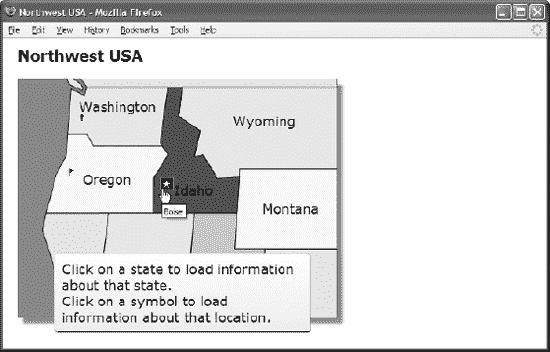 Northwest USA - Mozilla Firefox
File Edit View History Bookmarks Tools Help
Northwest USA
Washington
Wyoming
Oregon
Idaho
Boise
Montana
Click on a state to load information
about that state.
Click on a symbol to load
information about that location.